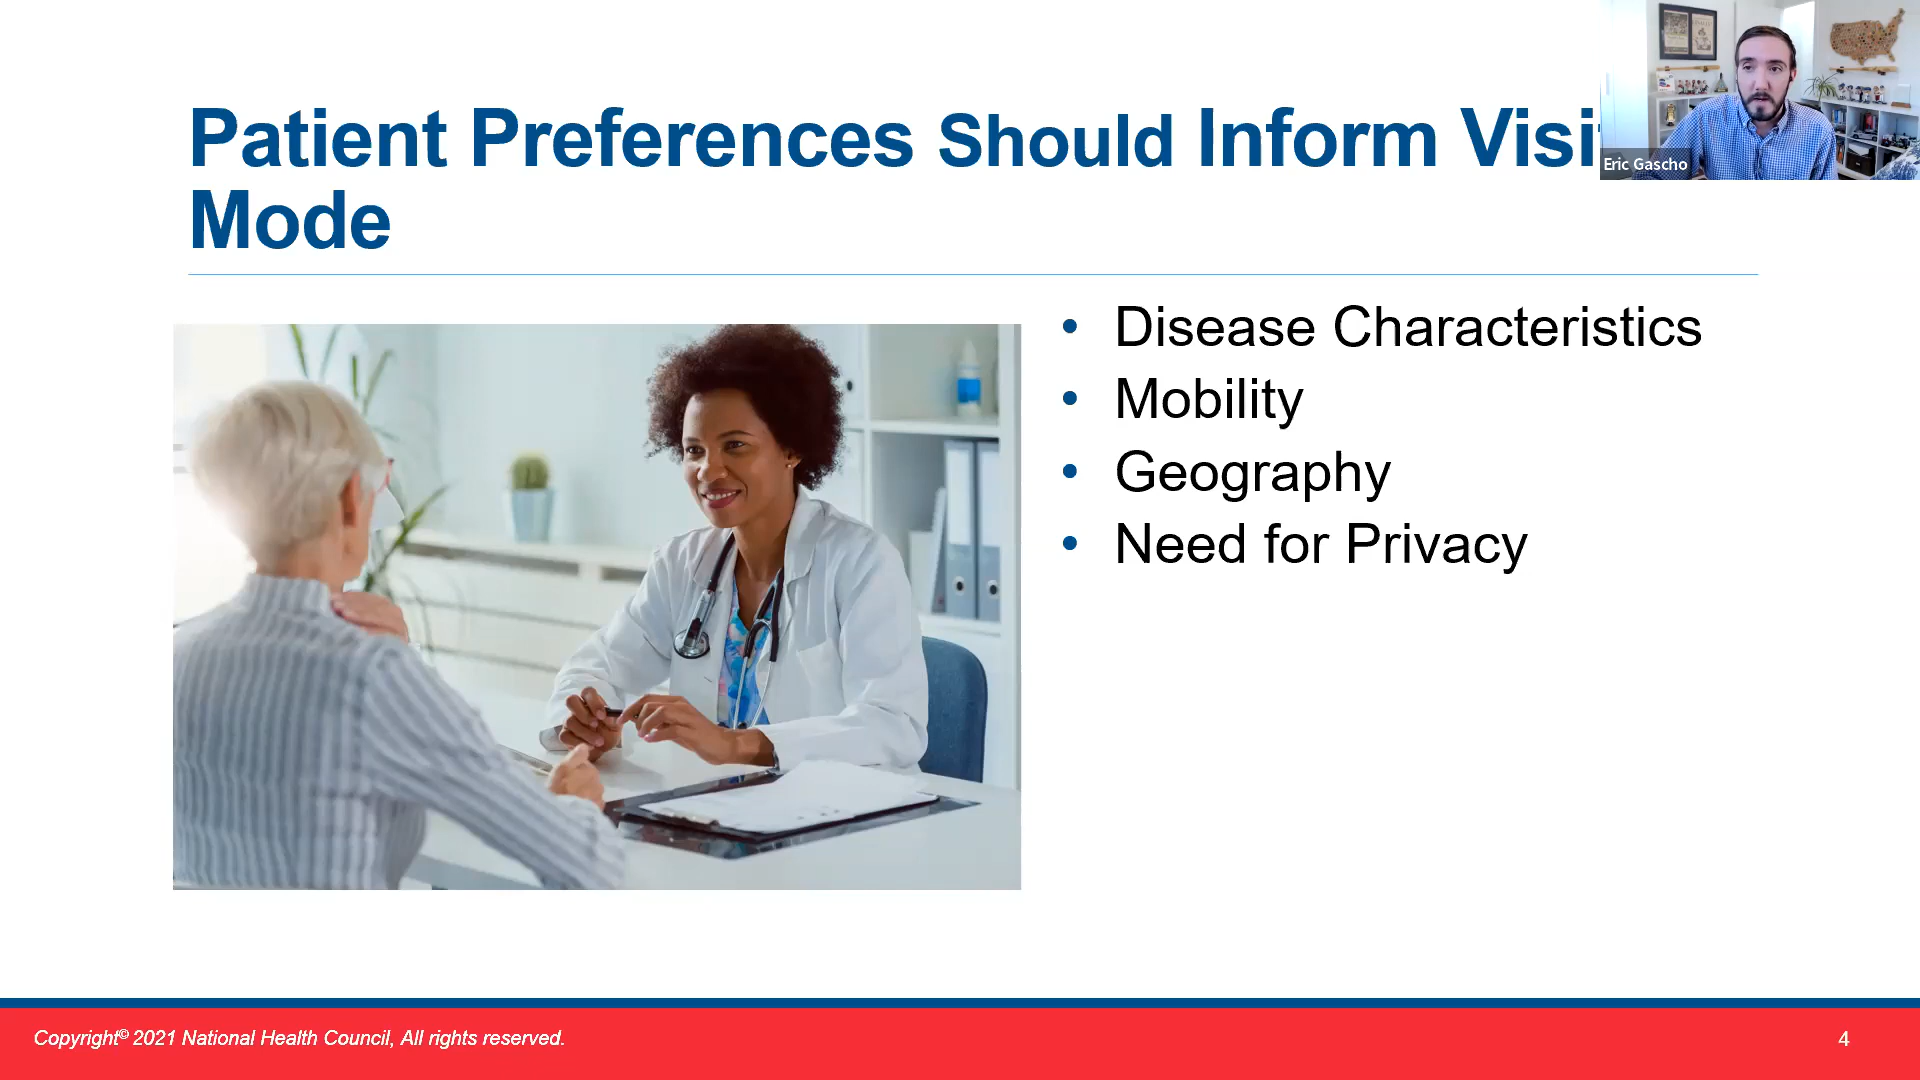 Patient Preferences Should Inform Visi
Mode
Eric Gascho
• Disease Characteristics
• Mobility
• Geography
• Need for Privacy
Copyright© 2021 National Health Council, All rights reserved.
4